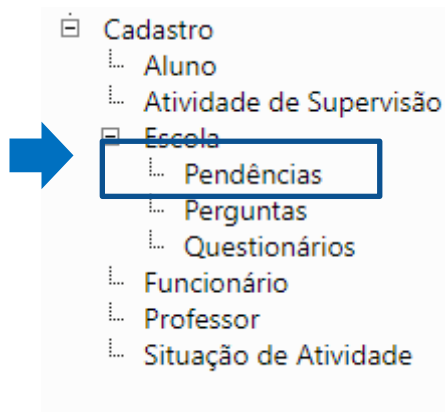 Cadastro
Aluno
Atividade de Supervisão
Escola
Pendências
Perguntas
Questionários
Funcionário
Professor
Situação de Atividade